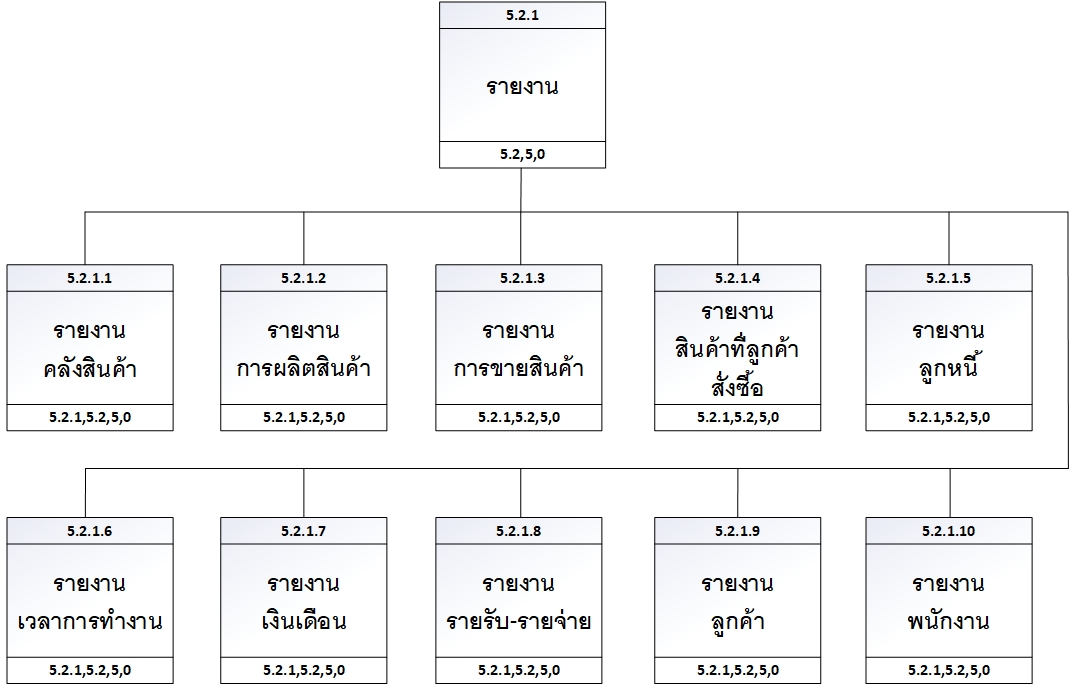 5.2.1
รายงาน
5.2,5,0
5.2.1.1
รายงาน
คลังสินค้า
5.2.1,5.2,5,0
5.2.1.2
รายงาน
การผลิตสินค้า
5.2.1,5.2,5,0
5.2.1.3
รายงาน
การขายสินค้า
5.2.1,5.2,5,0
5.2.1.4
รายงาน
สินค้าที่ลูกค้า
สั่งซื้อ
5.2.1,5.2,5,0
5.2.1.5
รายงาน
ลูกหนี้
5.2.1,5.2,5,0
5.2.1.6
รายงาน
เวลาการทำงาน
5.2.1,5.2,5,0
5.2.1.7
รายงาน
เงินเดือน
5.2.1,5.2,5,0
5.2.1.8
รายงาน
รายรับ-รายจ่าย
5.2.1,5.2,5,0
5.2.1.9
รายงาน
ลูกค้า
5.2.1,5.2,5,0
5.2.1.10
รายงาน
พนักงาน
5.2.1,5.2,5,0